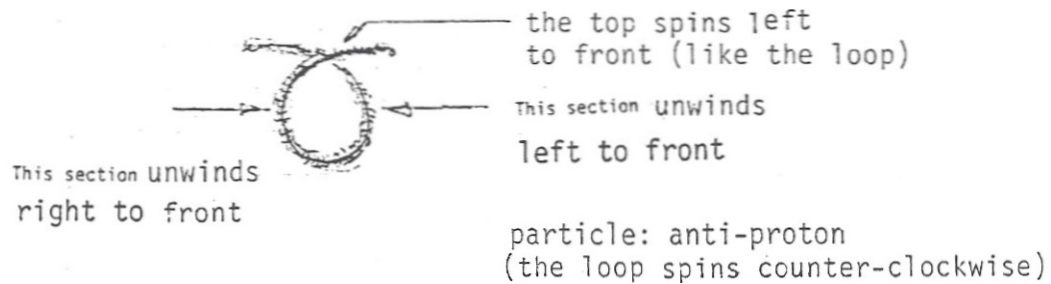 the top spins left
to front (like the loop)
This section unwinds
left to front
This section unwinds
right to front
particle: anti-proton
(the loop spins counter-clockwise)